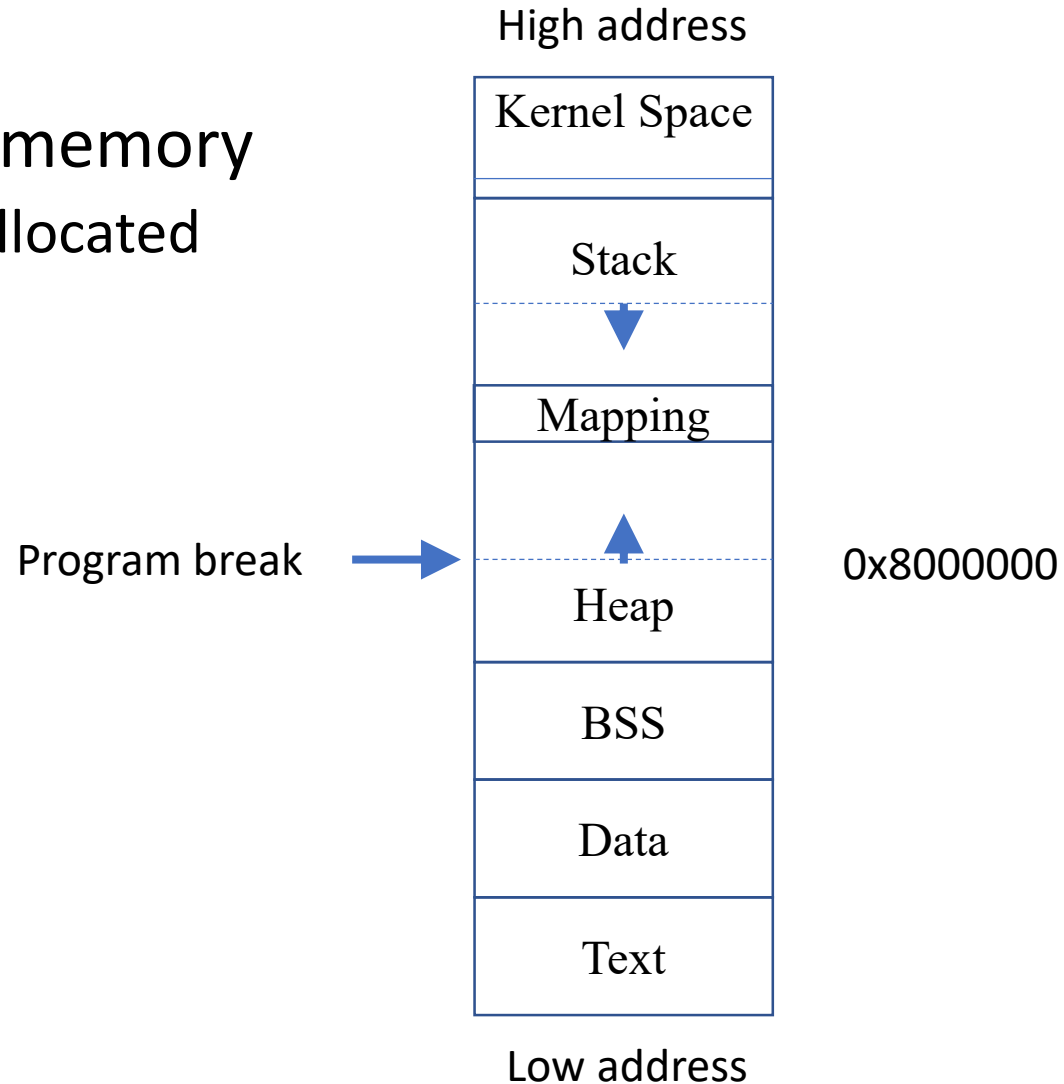 High address
Kernel Space
memory
llocated
Stack
Mapping
Program break
0x8000000
Heap
BSS
Data
Text
Low address